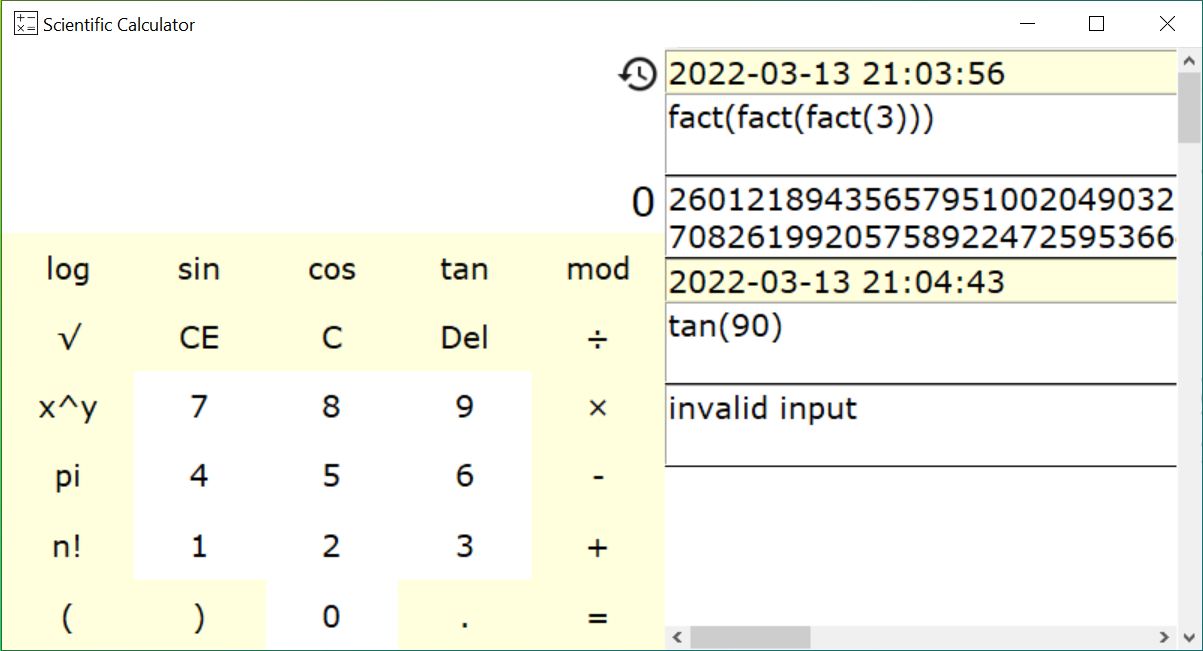 Scientific Calculator
0
log sin cos tan mod
√ CE C Del ÷
x^y 7 8 9 ×
pi 4 5 6 -
n! 1 2 3 +
( ) 0 . =
2022-03-13 21:03:56
fact(fact(fact(3)))
26012189435657951002049032
70826199205758922472595366
2022-03-13 21:04:43
tan(90)
invalid input